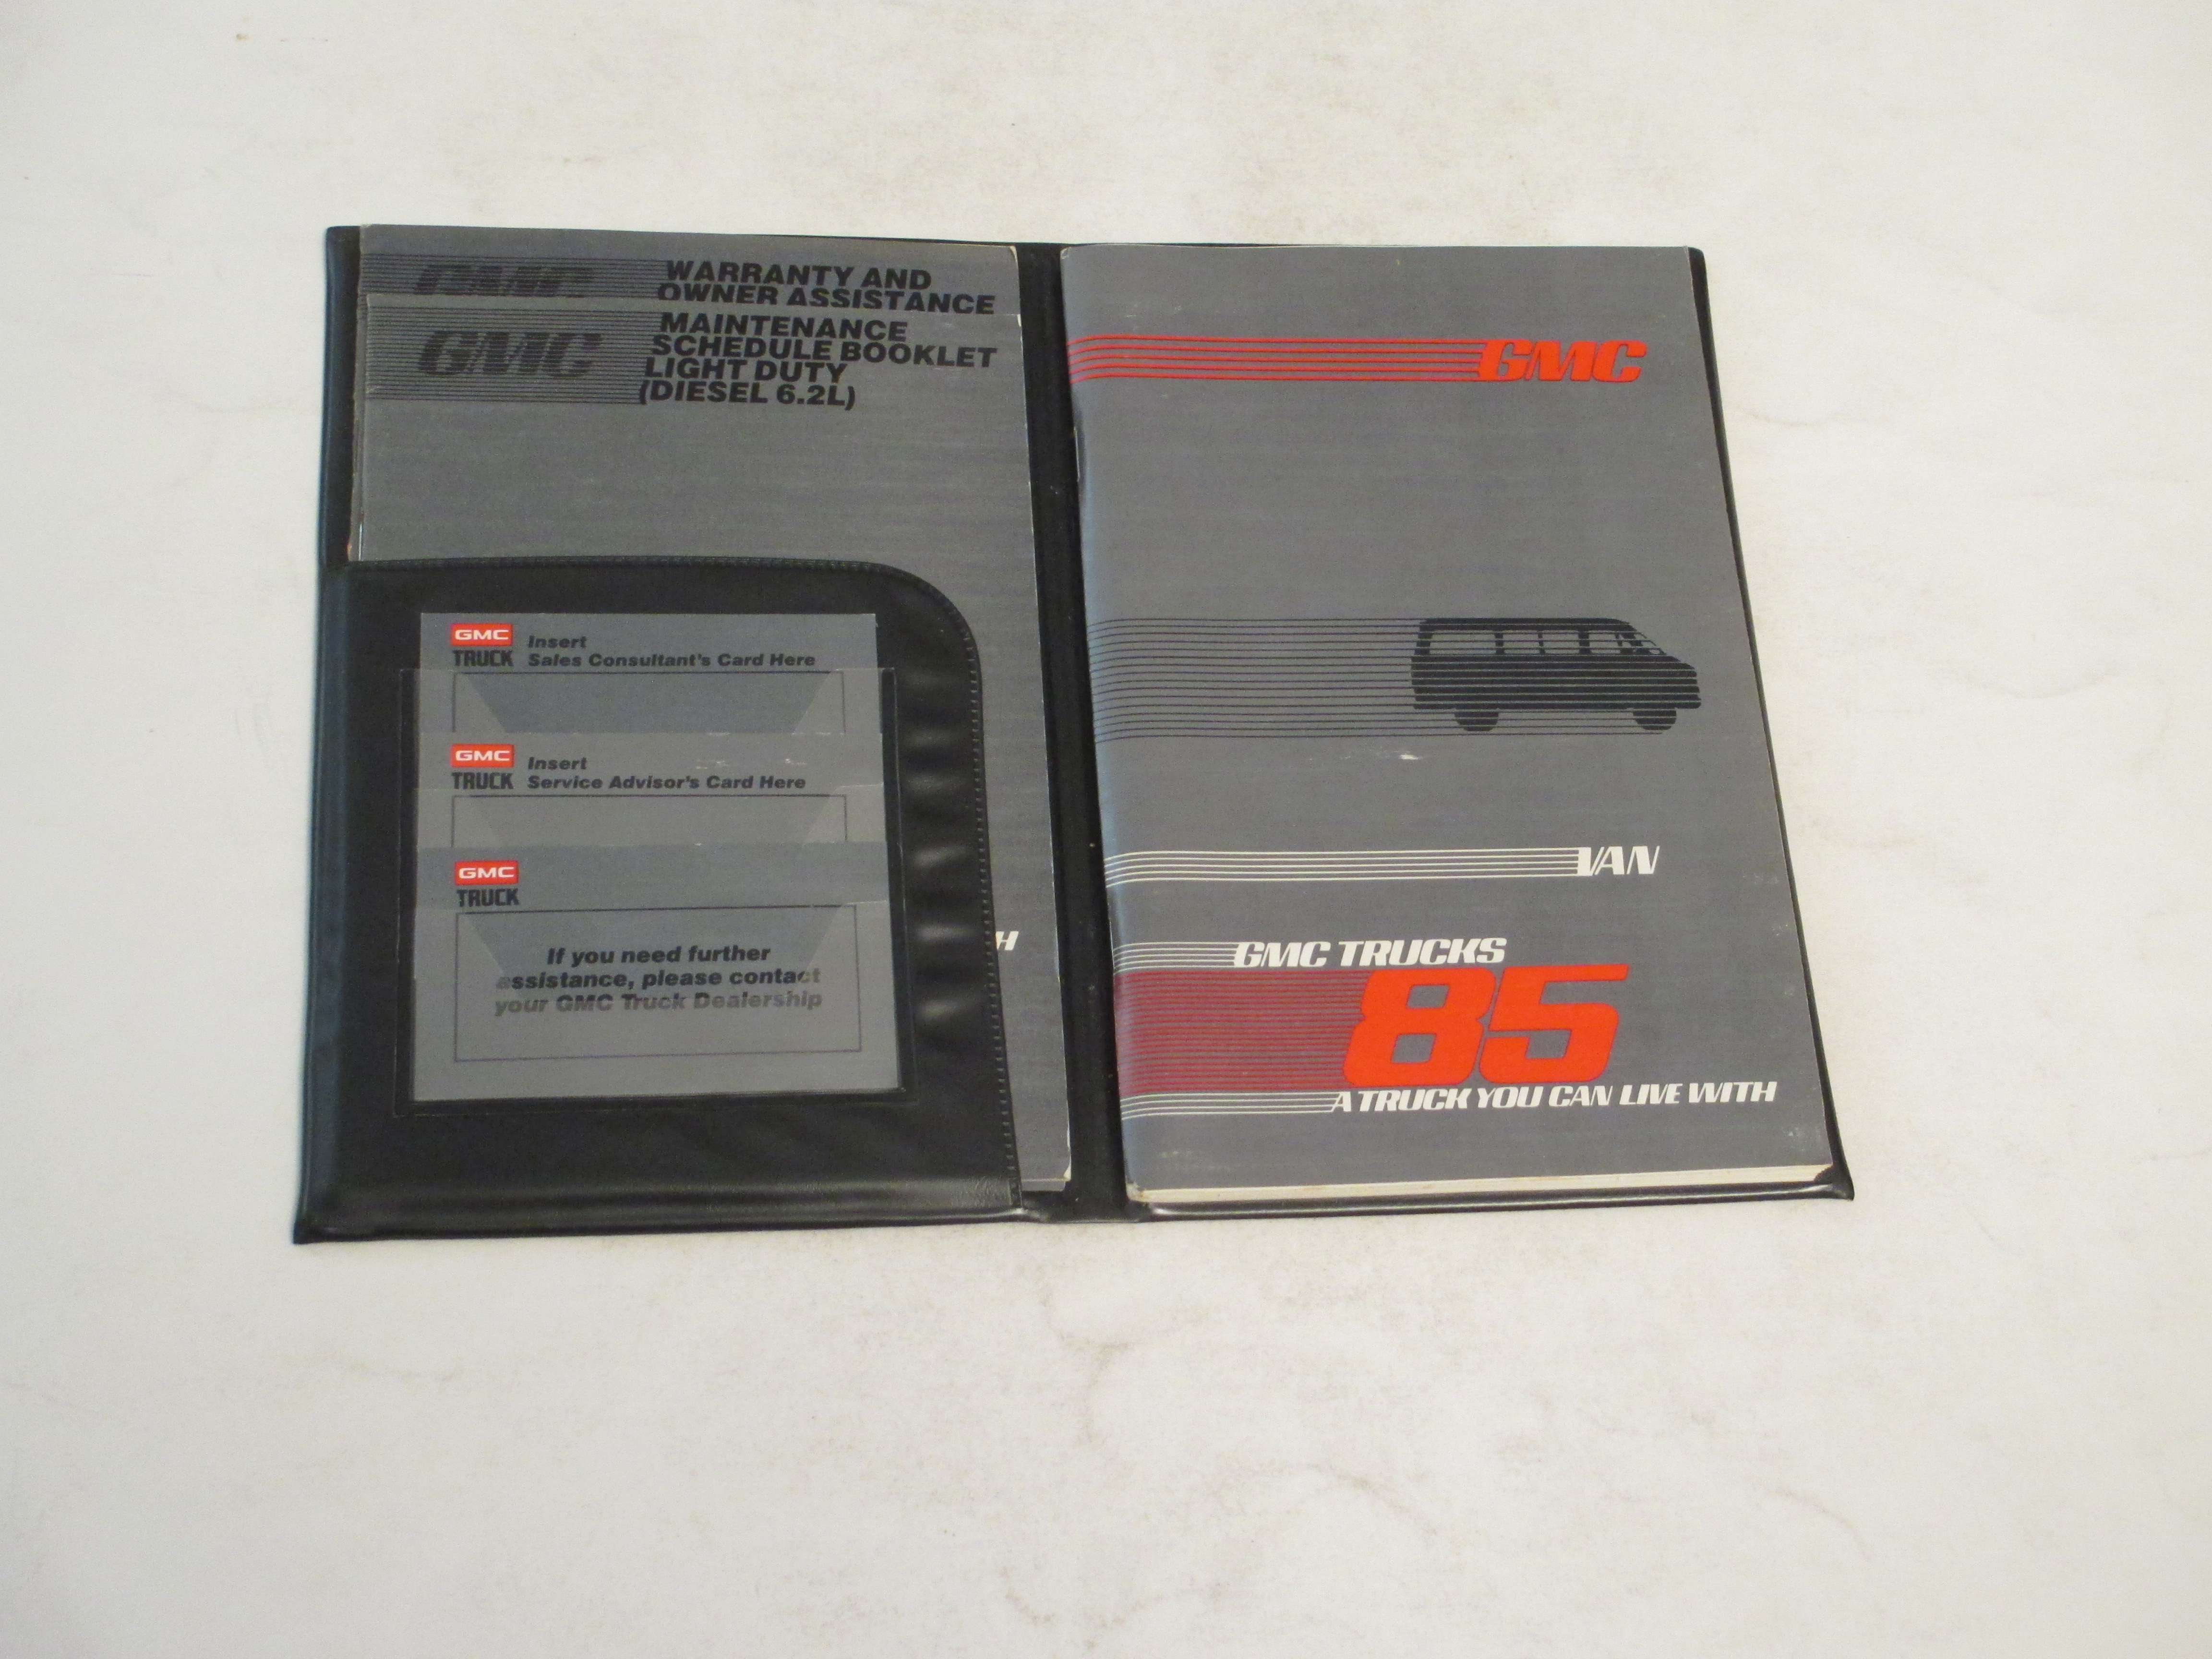 GMC
WARRANTY AND
OWNER ASSISTANCE
GMC
MAINTENANCE
SCHEDULE BOOKLET
LIGHT DUTY
(DIESEL 6.2L)
GMC
TRUCK
Insert
Sales Consultant's Card Here
GMC
TRUCK
Insert
Service Advisor's Card Here
GMC
TRUCK
If you need further
assistance, please contact
your GMC Truck Dealership
H
GMC
VAN
GMC TRUCKS
85
A TRUCK YOU CAN LIVE WITH